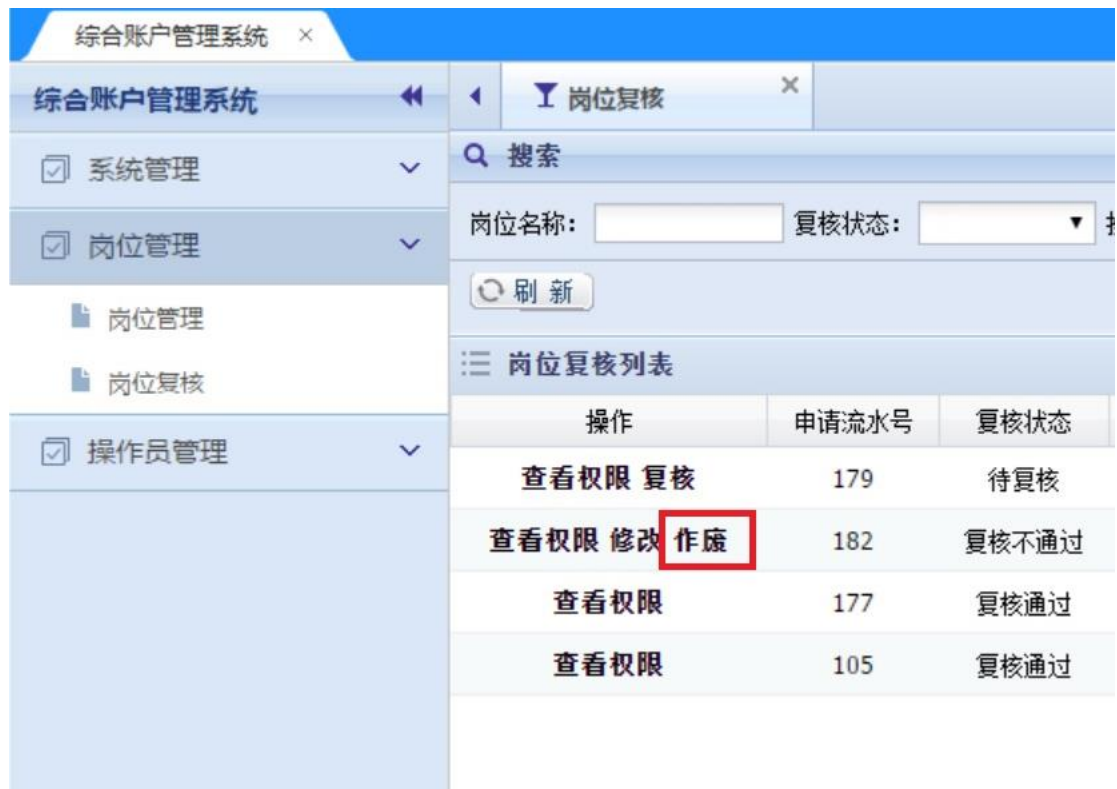 综合账户管理系统 ×
综合账户管理系统
系统管理
岗位管理
岗位管理
岗位复核
操作员管理
岗位复核 ×
搜索
岗位名称: 复核状态:
刷 新
岗位复核列表
操作 申请流水号 复核状态
查看权限 复核 179 待复核
查看权限 修改 作废 182 复核不通过
查看权限 177 复核通过
查看权限 105 复核通过